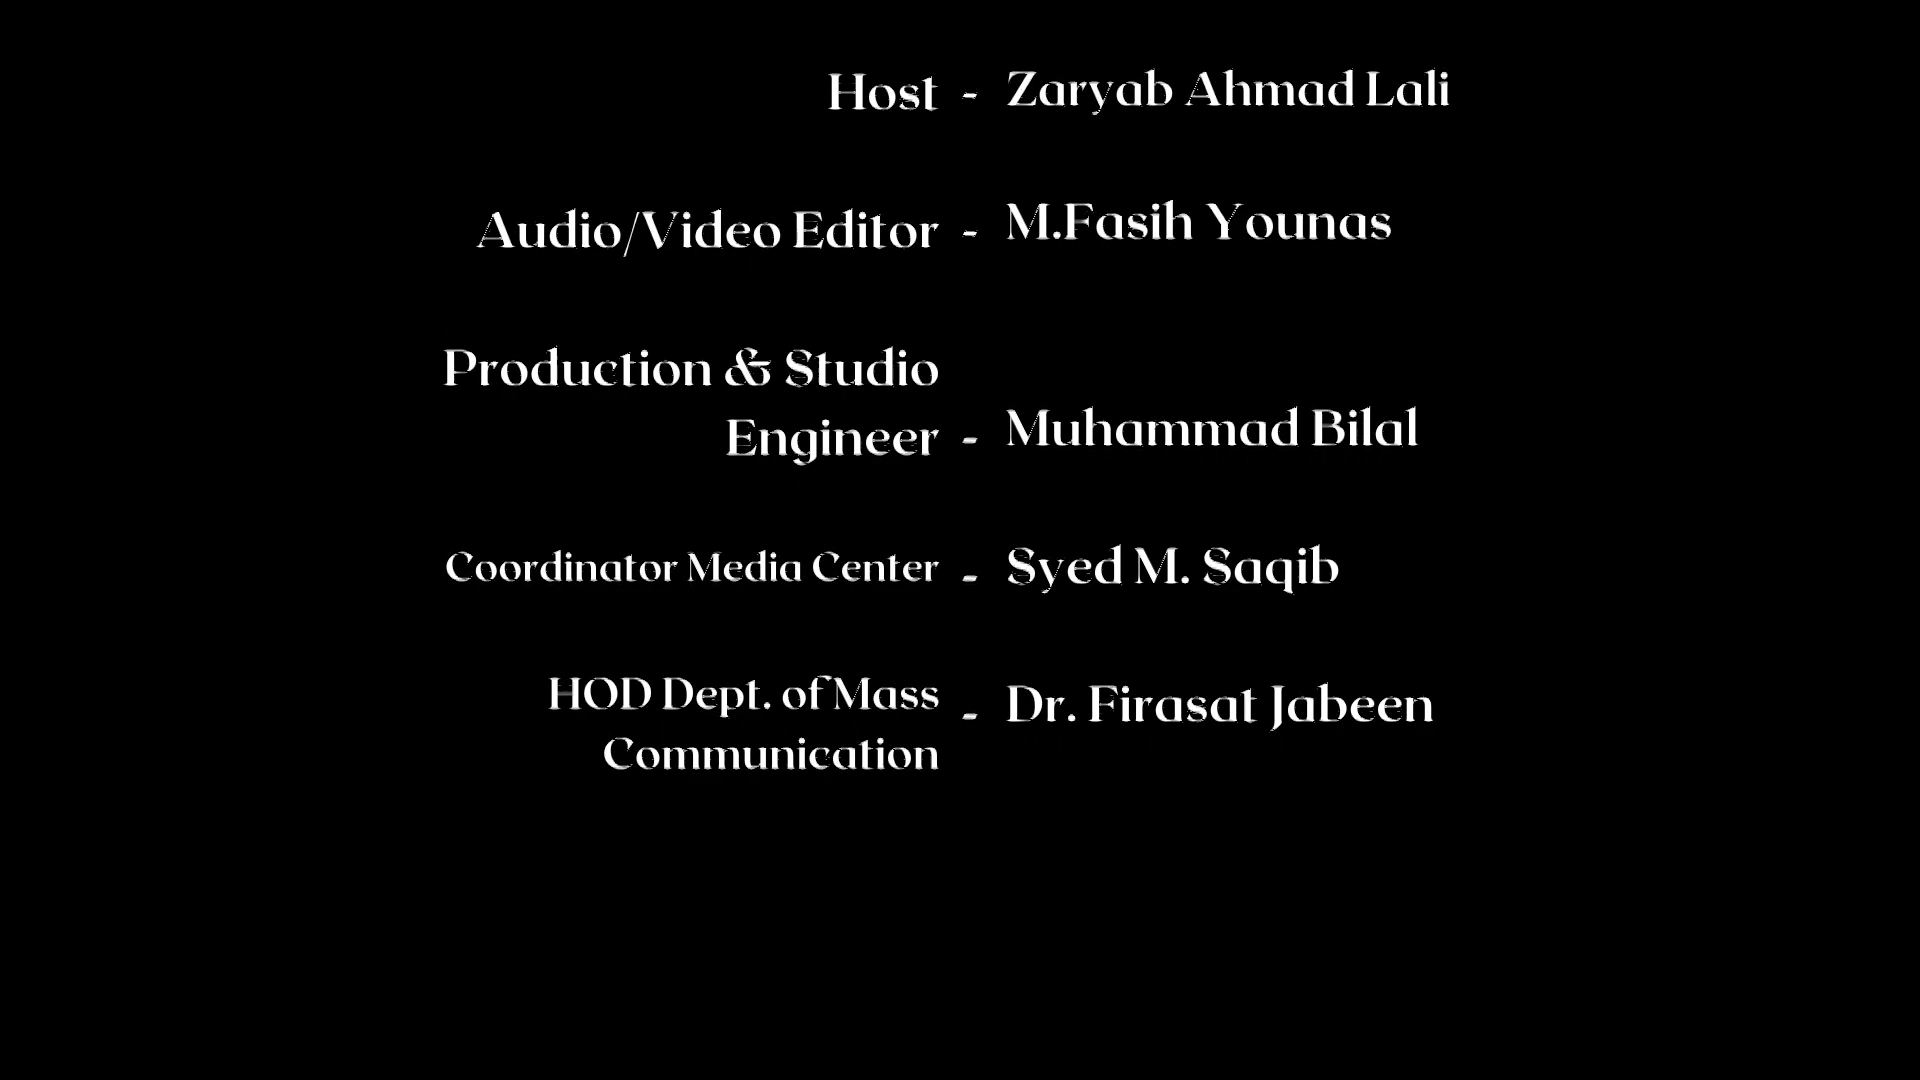 Host - Zaryab Ahmad Lali
Audio/Video Editor - M.Fasih Younas
Production & Studio
Engineer - Muhammad Bilal
Coordinator Media Center - Syed M. Saqib
HOD Dept. of Mass - Dr. Firasat Jabeen
Communication